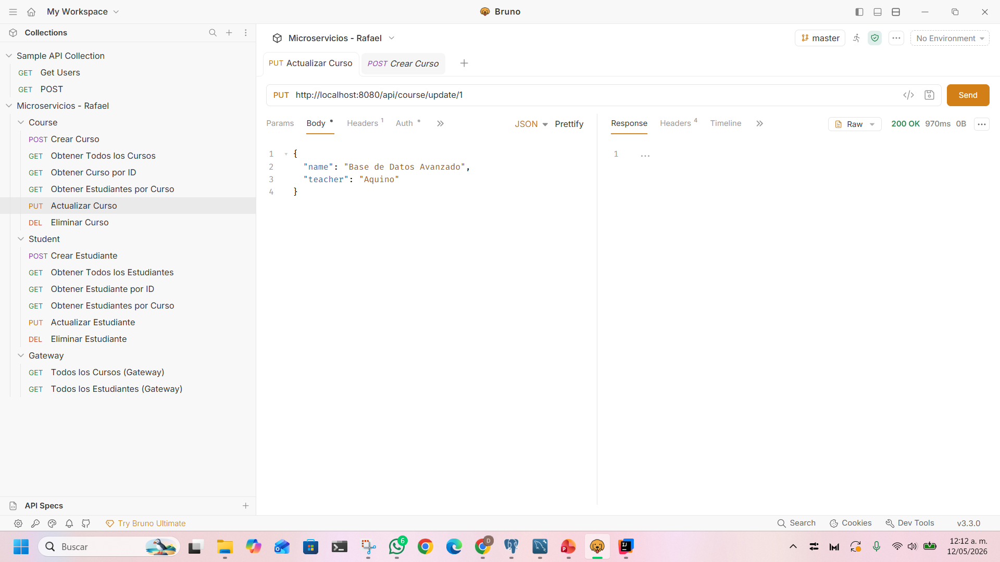 My Workspace
Bruno
Collections
Sample API Collection
GET Get Users
GET POST
Microservicios - Rafael
Course
POST Crear Curso
GET Obtener Todos los Cursos
GET Obtener Curso por ID
GET Obtener Estudiantes por Curso
PUT Actualizar Curso
DEL Eliminar Curso
Student
POST Crear Estudiante
GET Obtener Todos los Estudiantes
GET Obtener Estudiante por ID
GET Obtener Estudiantes por Curso
PUT Actualizar Estudiante
DEL Eliminar Estudiante
Gateway
GET Todos los Cursos (Gateway)
GET Todos los Estudiantes (Gateway)
API Specs
Microservicios - Rafael
master
No Environment
PUT Actualizar Curso
POST Crear Curso
PUT http://localhost:8080/api/course/update/1
Send
Params Body Headers 1 Auth
JSON Prettify
1 {
2 "name": "Base de Datos Avanzado",
3 "teacher": "Aquino"
4 }
Response Headers 4 Timeline
Raw 200 OK 970ms 0B
1 ...
Try Bruno Ultimate
Search Cookies Dev Tools v3.3.0
Buscar
6
D
P
IJ
12:12 a. m.
12/05/2026